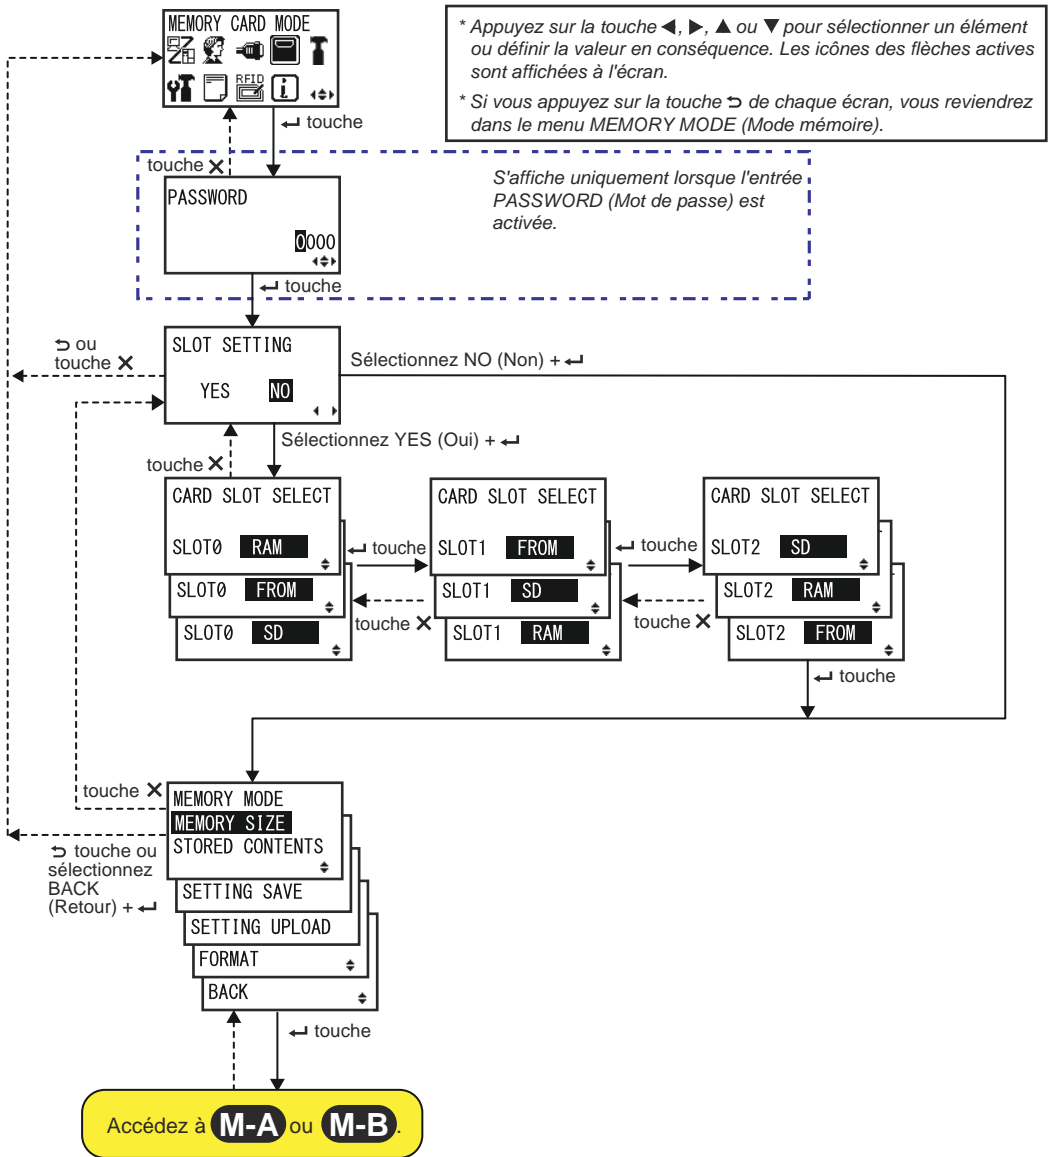 MEMORY CARD MODE
RFID
* Appuyez sur la touche ◀, ▶, ▲ ou ▼ pour sélectionner un élément
ou définir la valeur en conséquence. Les icônes des flèches actives
sont affichées à l'écran.
* Si vous appuyez sur la touche ⮌ de chaque écran, vous reviendrez
dans le menu MEMORY MODE (Mode mémoire).
↵ touche
touche ✕
PASSWORD
0000
S'affiche uniquement lorsque l'entrée
PASSWORD (Mot de passe) est
activée.
↵ touche
⮌ ou
touche ✕
SLOT SETTING
YES NO
Sélectionnez NO (Non) + ↵
Sélectionnez YES (Oui) + ↵
touche ✕
CARD SLOT SELECT
SLOT0 RAM
SLOT0 FROM
SLOT0 SD
↵ touche
touche ✕
CARD SLOT SELECT
SLOT1 FROM
SLOT1 SD
SLOT1 RAM
↵ touche
touche ✕
CARD SLOT SELECT
SLOT2 SD
SLOT2 RAM
SLOT2 FROM
↵ touche
touche ✕
MEMORY MODE
MEMORY SIZE
STORED CONTENTS
SETTING SAVE
SETTING UPLOAD
FORMAT
BACK
⮌ touche ou
sélectionnez
BACK
(Retour) + ↵
↵ touche
Accédez à M-A ou M-B.